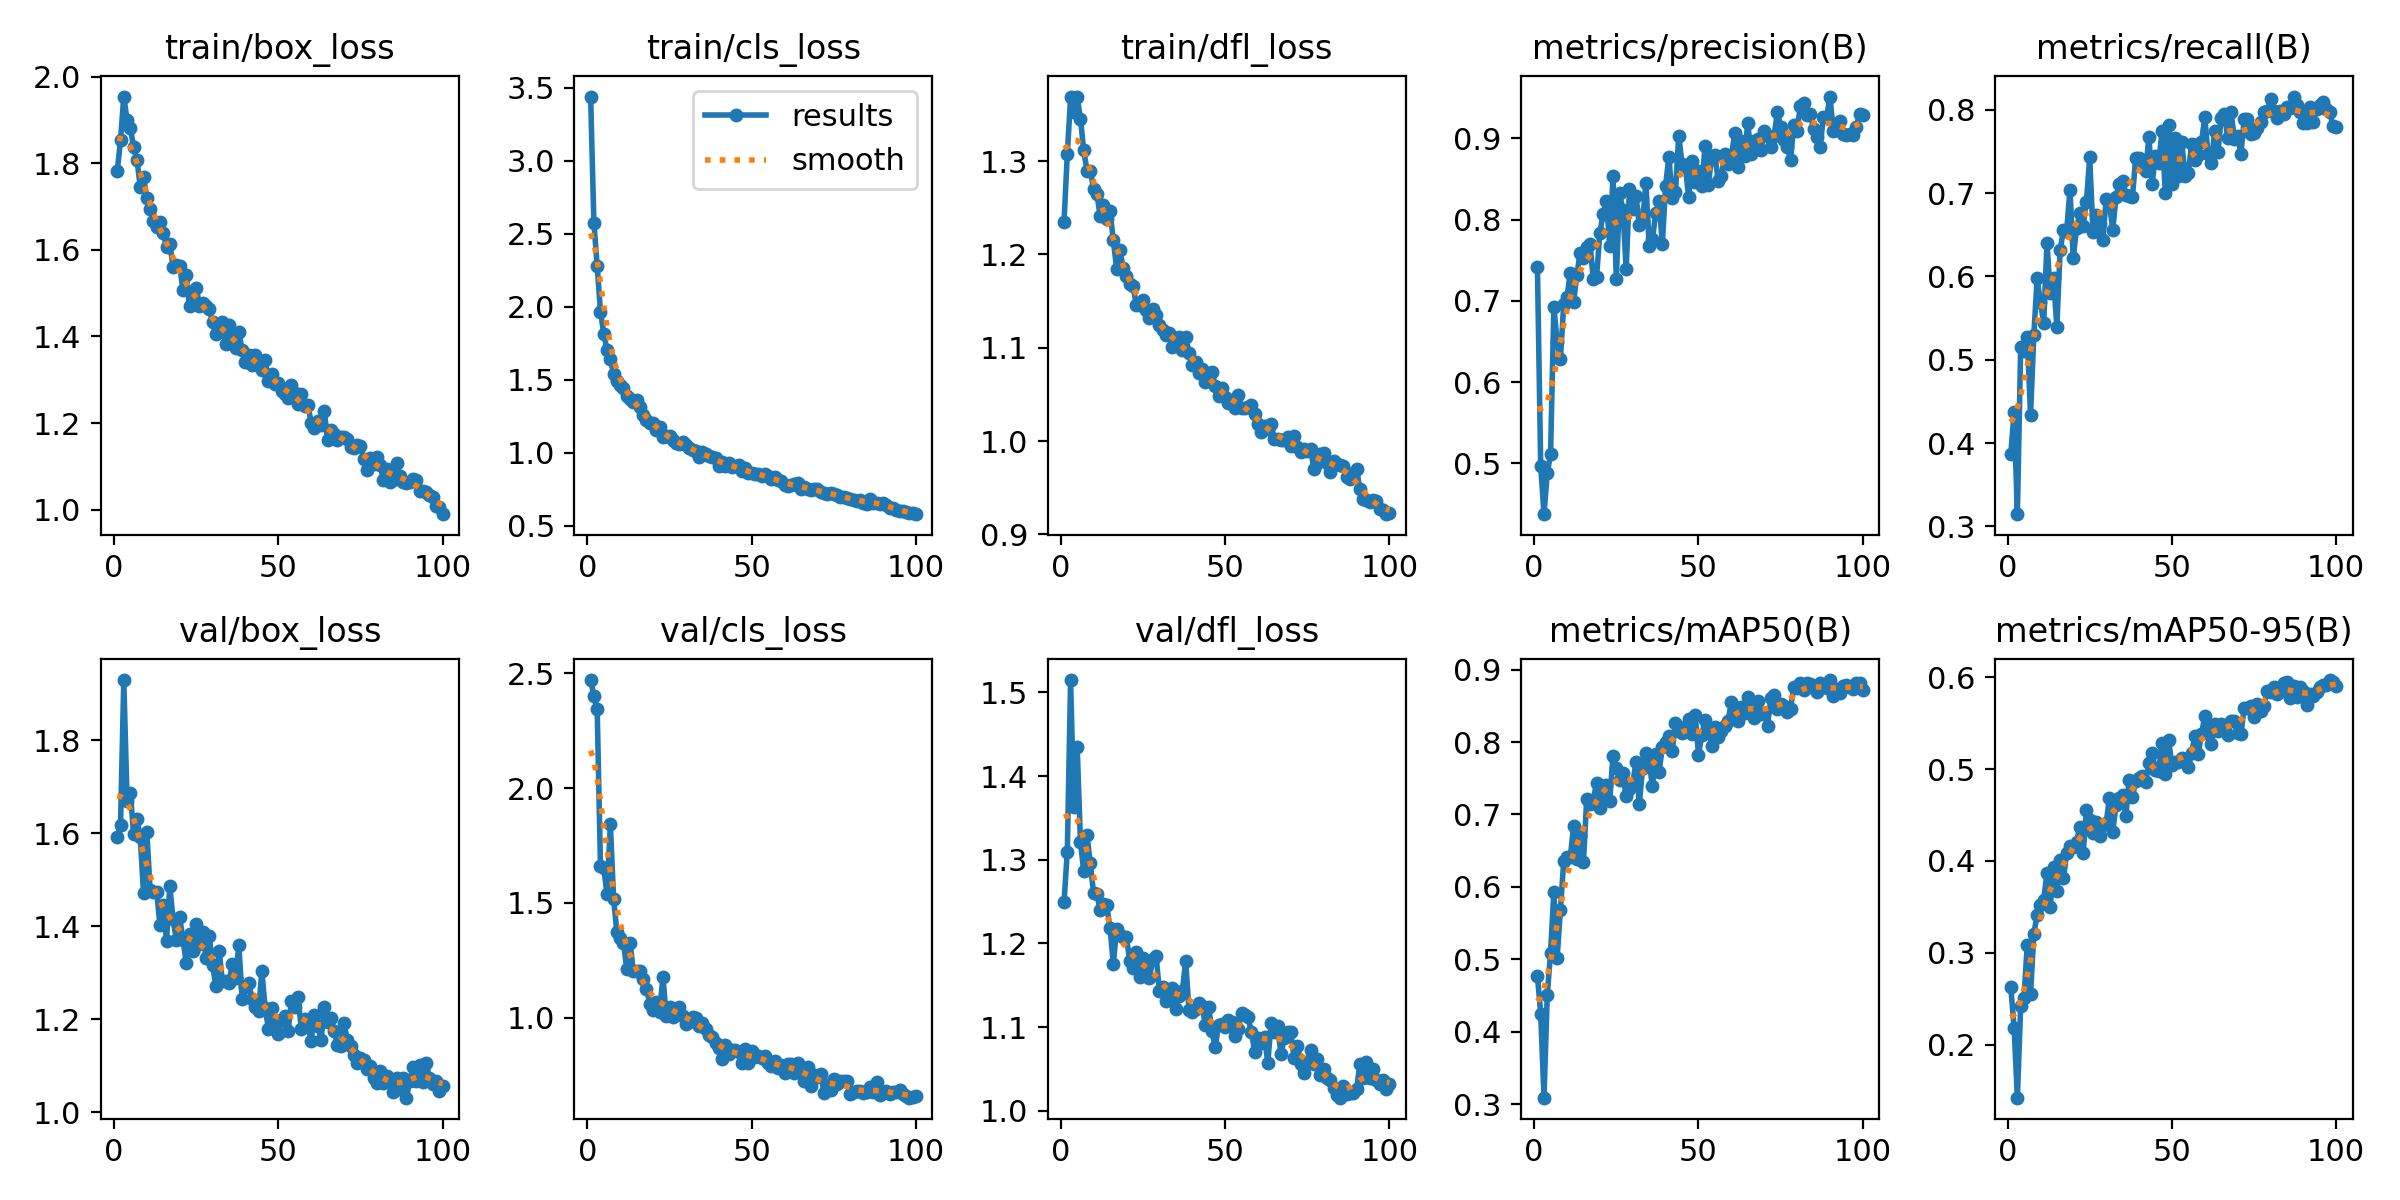 train/box_loss
2.0
1.8
1.6
1.4
1.2
1.0
0 50 100
train/cls_loss
results
smooth
3.5
3.0
2.5
2.0
1.5
1.0
0.5
0 50 100
train/dfl_loss
1.3
1.2
1.1
1.0
0.9
0 50 100
metrics/precision(B)
0.9
0.8
0.7
0.6
0.5
0 50 100
metrics/recall(B)
0.8
0.7
0.6
0.5
0.4
0.3
0 50 100
val/box_loss
1.8
1.6
1.4
1.2
1.0
0 50 100
val/cls_loss
2.5
2.0
1.5
1.0
0 50 100
val/dfl_loss
1.5
1.4
1.3
1.2
1.1
1.0
0 50 100
metrics/mAP50(B)
0.9
0.8
0.7
0.6
0.5
0.4
0.3
0 50 100
metrics/mAP50-95(B)
0.6
0.5
0.4
0.3
0.2
0 50 100